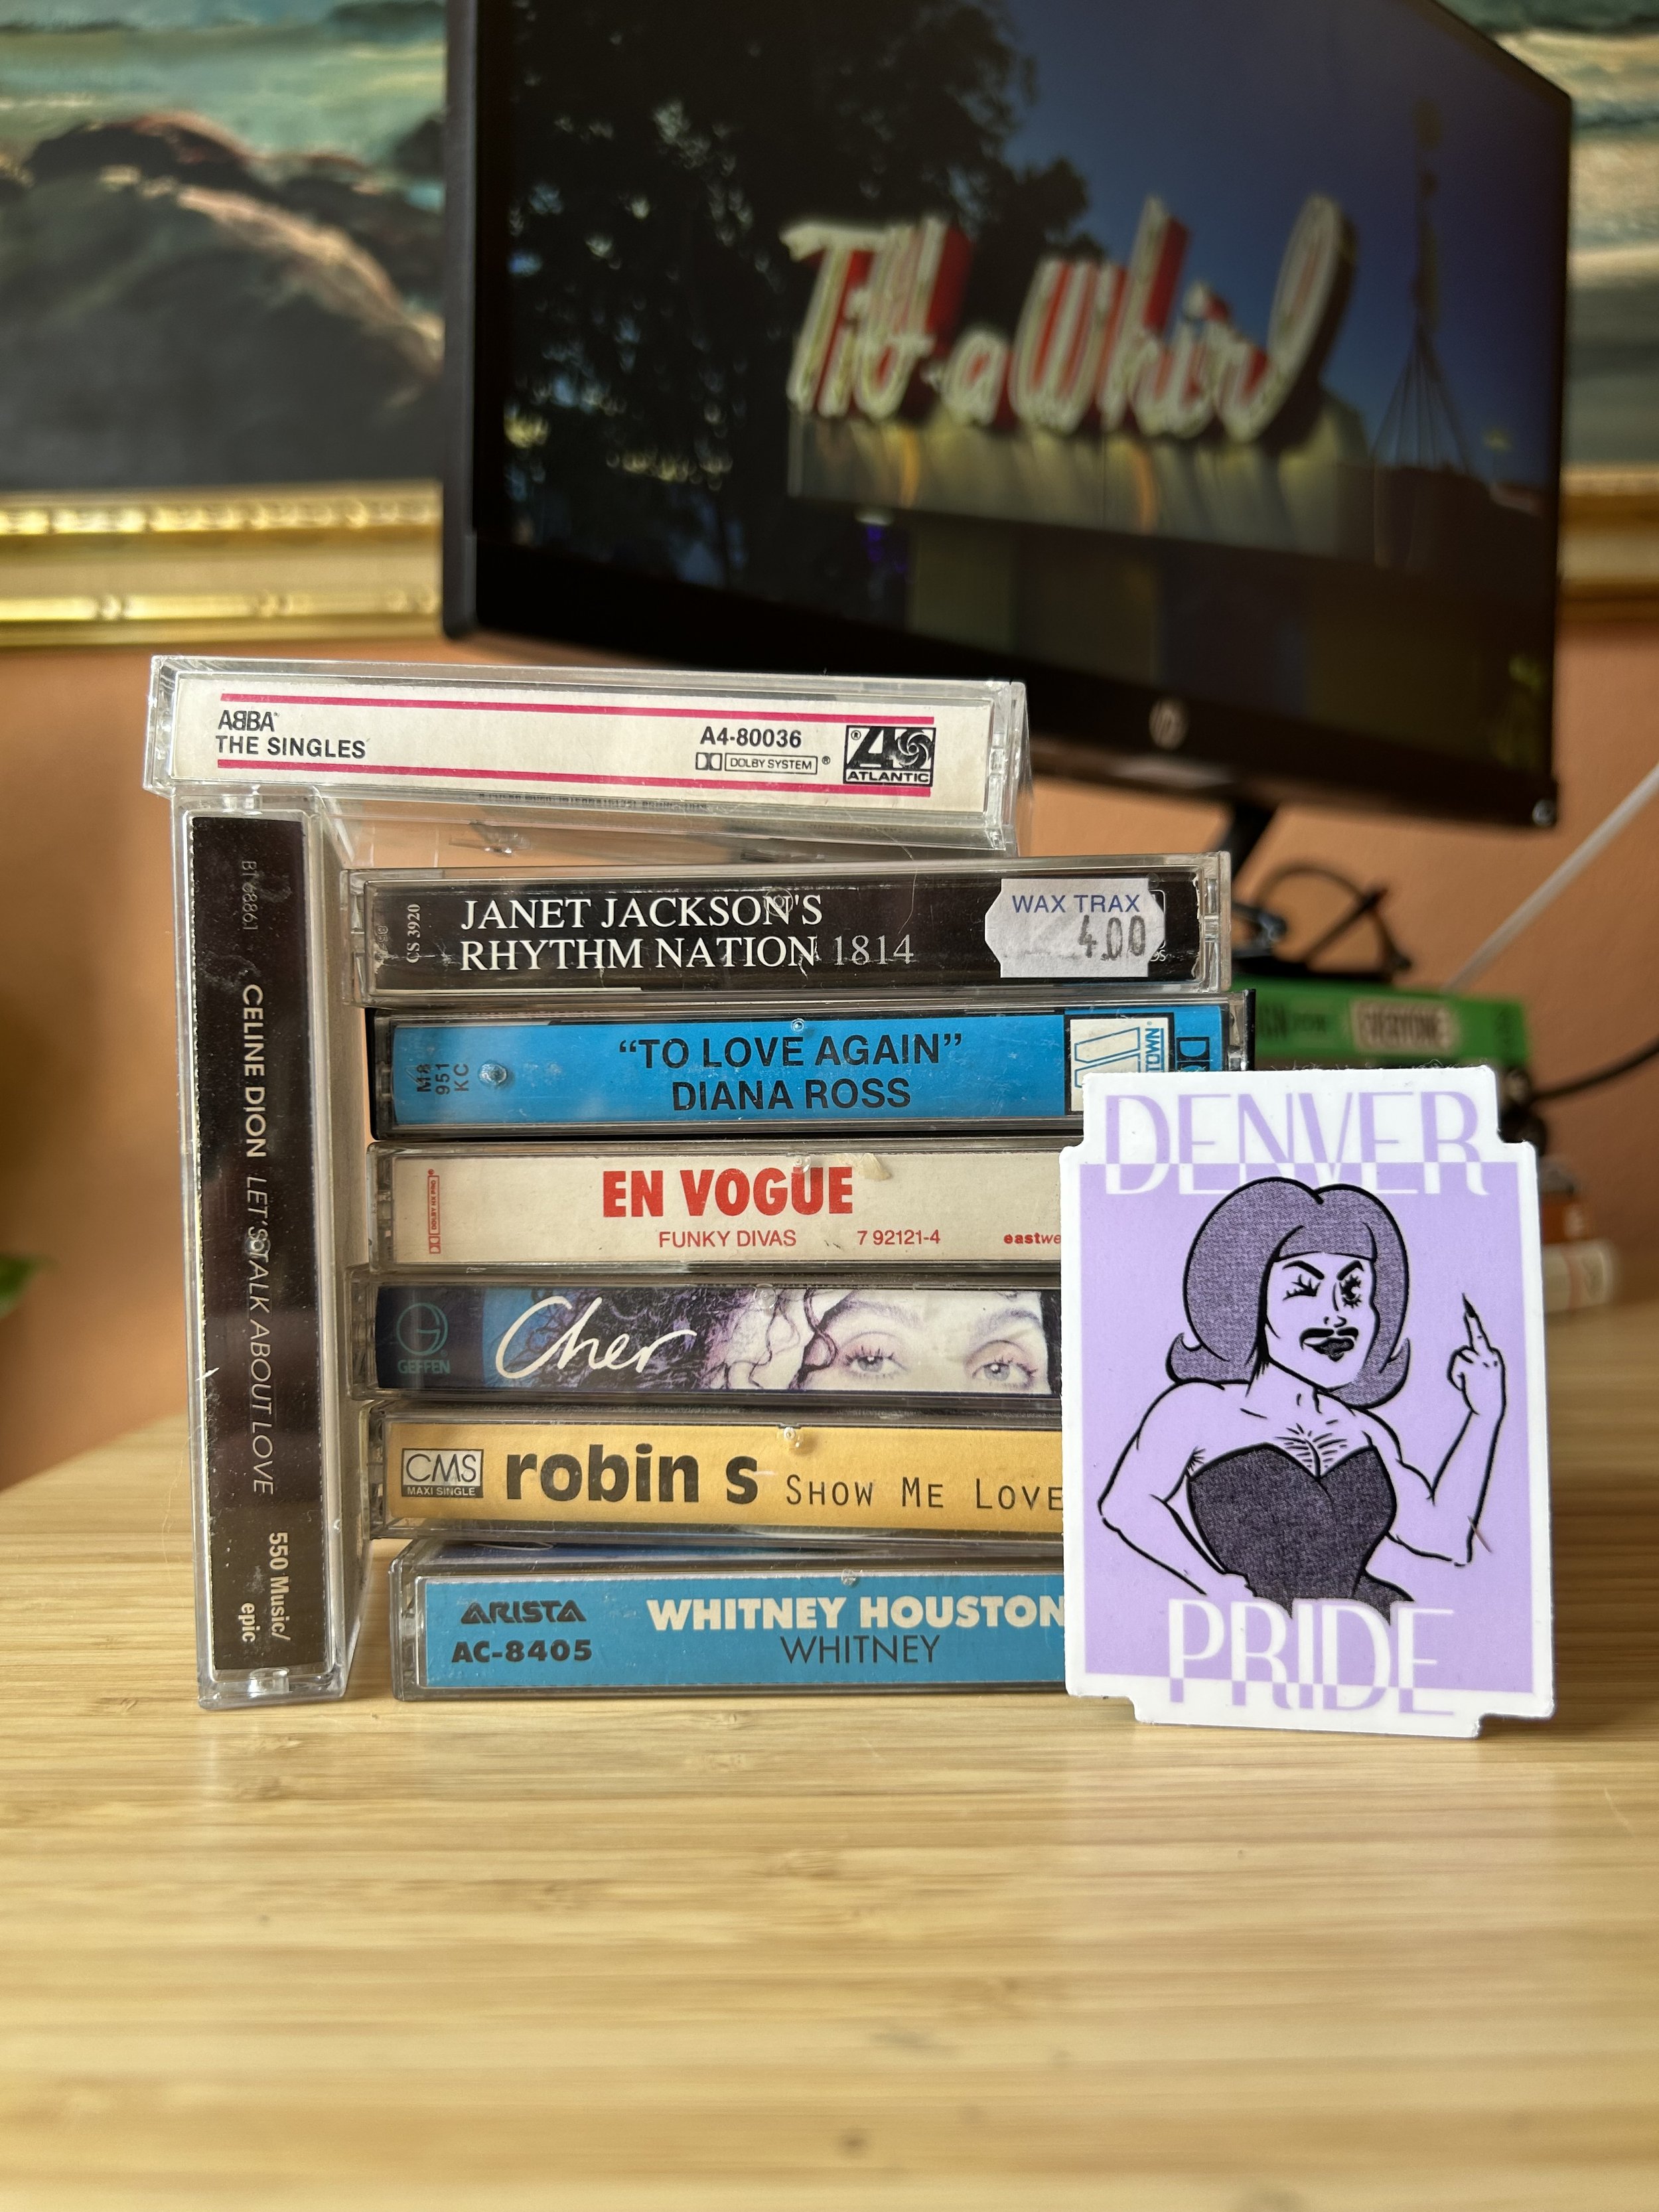 Tilt-a-Whirl
ABBA
THE SINGLES
A4-80036
DOLBY SYSTEM ®
® ATLANTIC
CS 3920
JANET JACKSON'S
RHYTHM NATION 1814
WAX TRAX
4.00
M8
951
KC
"TO LOVE AGAIN"
DIANA ROSS
EVERYONE
EN VOGUE
FUNKY DIVAS 7 92121-4 eastwe
GEFFEN
Cher
CMS
MAXI SINGLE
robin s SHOW ME LOVE
ARISTA
AC-8405
WHITNEY HOUSTON
WHITNEY
CELINE DION LET'S TALK ABOUT LOVE
550 Music/
epic
DENVER
PRIDE